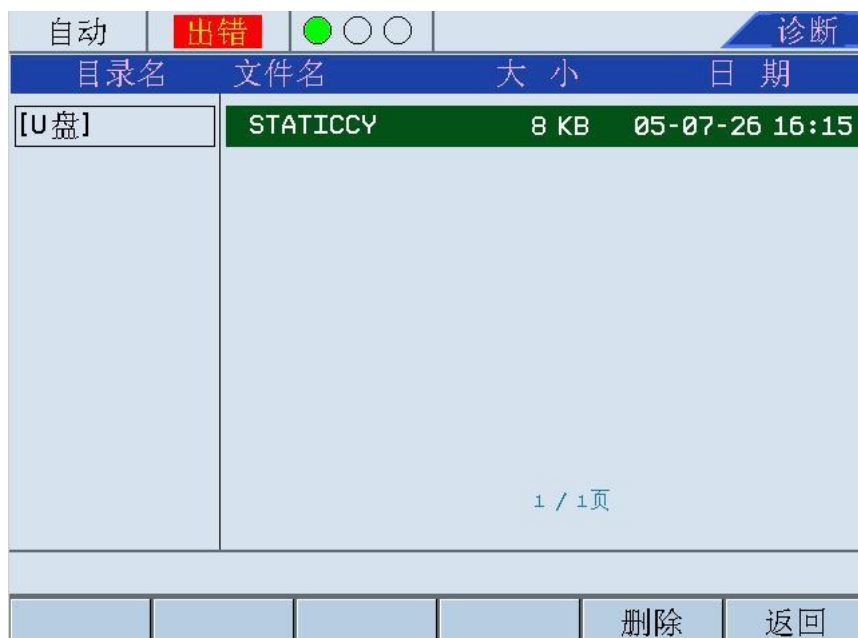 自动 出错 诊断
目录名 文件名 大 小 日 期
[U盘] STATICCY 8 KB 05-07-26 16:15
1 / 1页
删除 返回